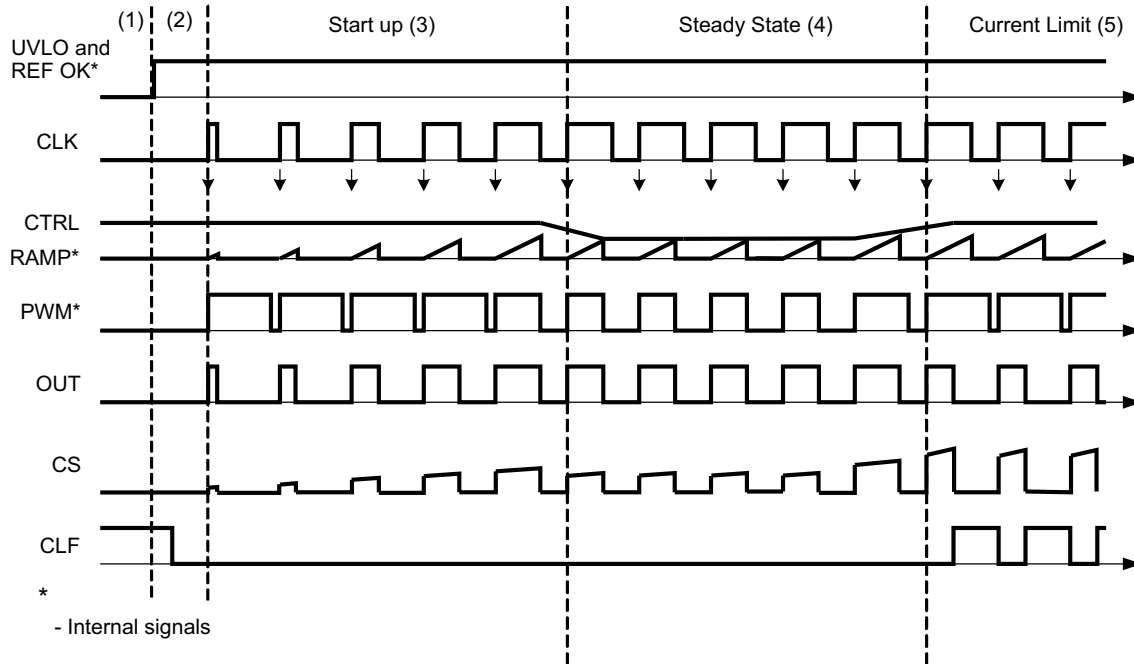 (1) (2) Start up (3) Steady State (4) Current Limit (5)
UVLO and
REF OK*
CLK
CTRL
RAMP*
PWM*
OUT
CS
CLF
*
- Internal signals